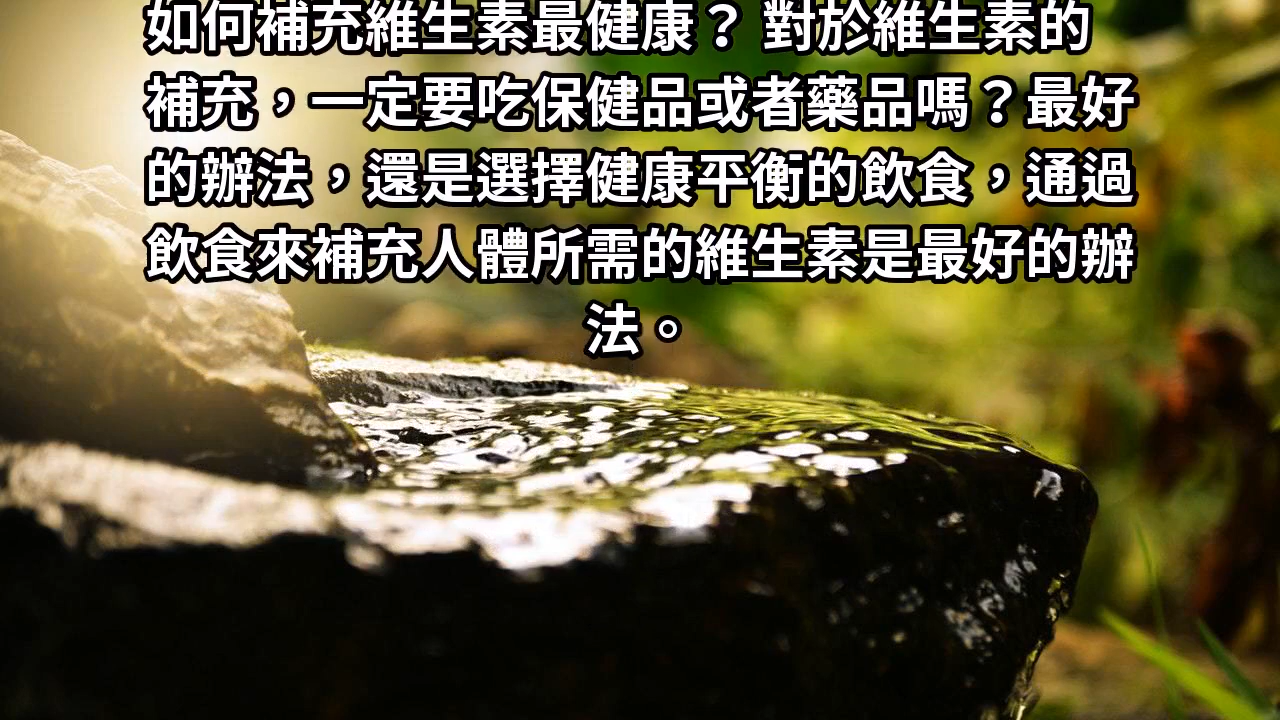 如何補充維生素最健康？ 對於維生素的
補充，一定要吃保健品或者藥品嗎？最好
的辦法，還是選擇健康平衡的飲食，通過
飲食來補充人體所需的維生素是最好的辦
法。